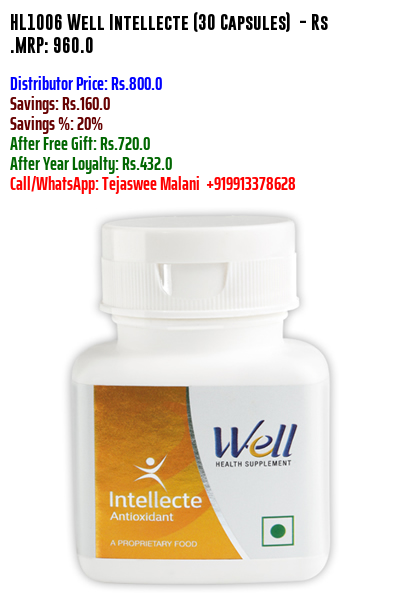 HL1006 Well Intellecte (30 Capsules) - Rs
.MRP: 960.0
Distributor Price: Rs.800.0
Savings: Rs.160.0
Savings %: 20%
After Free Gift: Rs.720.0
After Year Loyalty: Rs.432.0
Call/WhatsApp: Tejaswee Malani +919913378628
Well
HEALTH SUPPLEMENT
Intellecte
Antioxidant
A PROPRIETARY FOOD